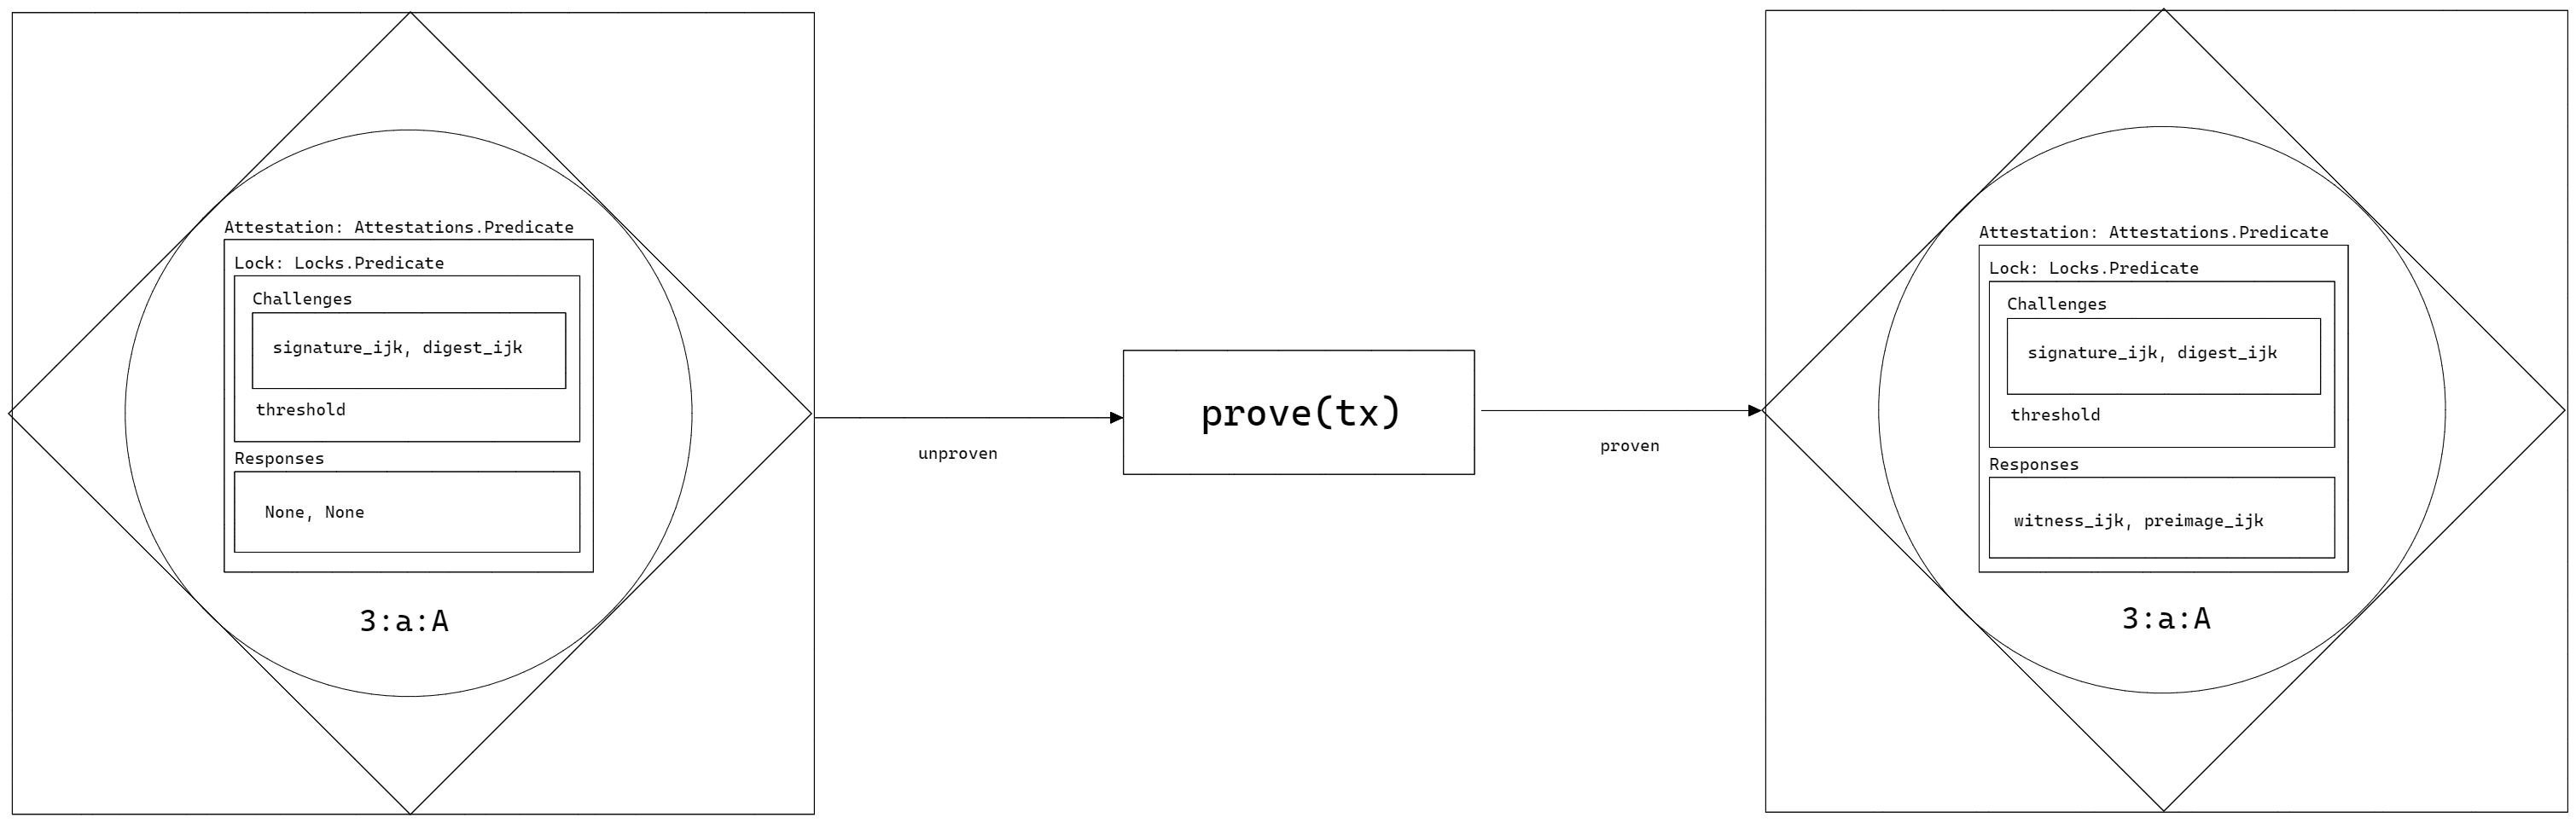 Attestation: Attestations.Predicate
Lock: Locks.Predicate
Challenges
signature_ijk, digest_ijk
threshold
Responses
None, None
3:a:A
unproven
prove(tx)
proven
Attestation: Attestations.Predicate
Lock: Locks.Predicate
Challenges
signature_ijk, digest_ijk
threshold
Responses
witness_ijk, preimage_ijk
3:a:A